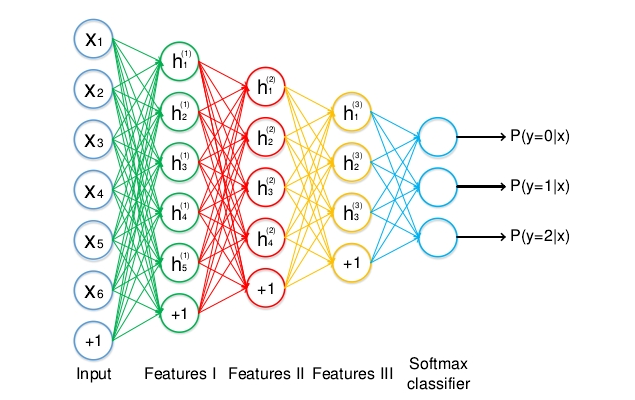 x1
x2
x3
x4
x5
x6
+1
Input
h1(1)
h2(1)
h3(1)
h4(1)
h5(1)
+1
Features I
h1(2)
h2(2)
h3(2)
h4(2)
+1
Features II
h1(3)
h2(3)
h3(3)
+1
Features III
Softmax
classifier
P(y=0|x)
P(y=1|x)
P(y=2|x)